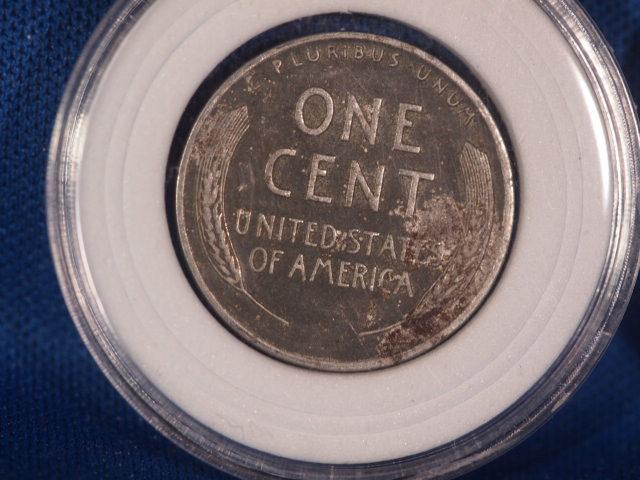 E PLURIBUS UNUM
ONE
CENT
UNITED STATES
OF AMERICA